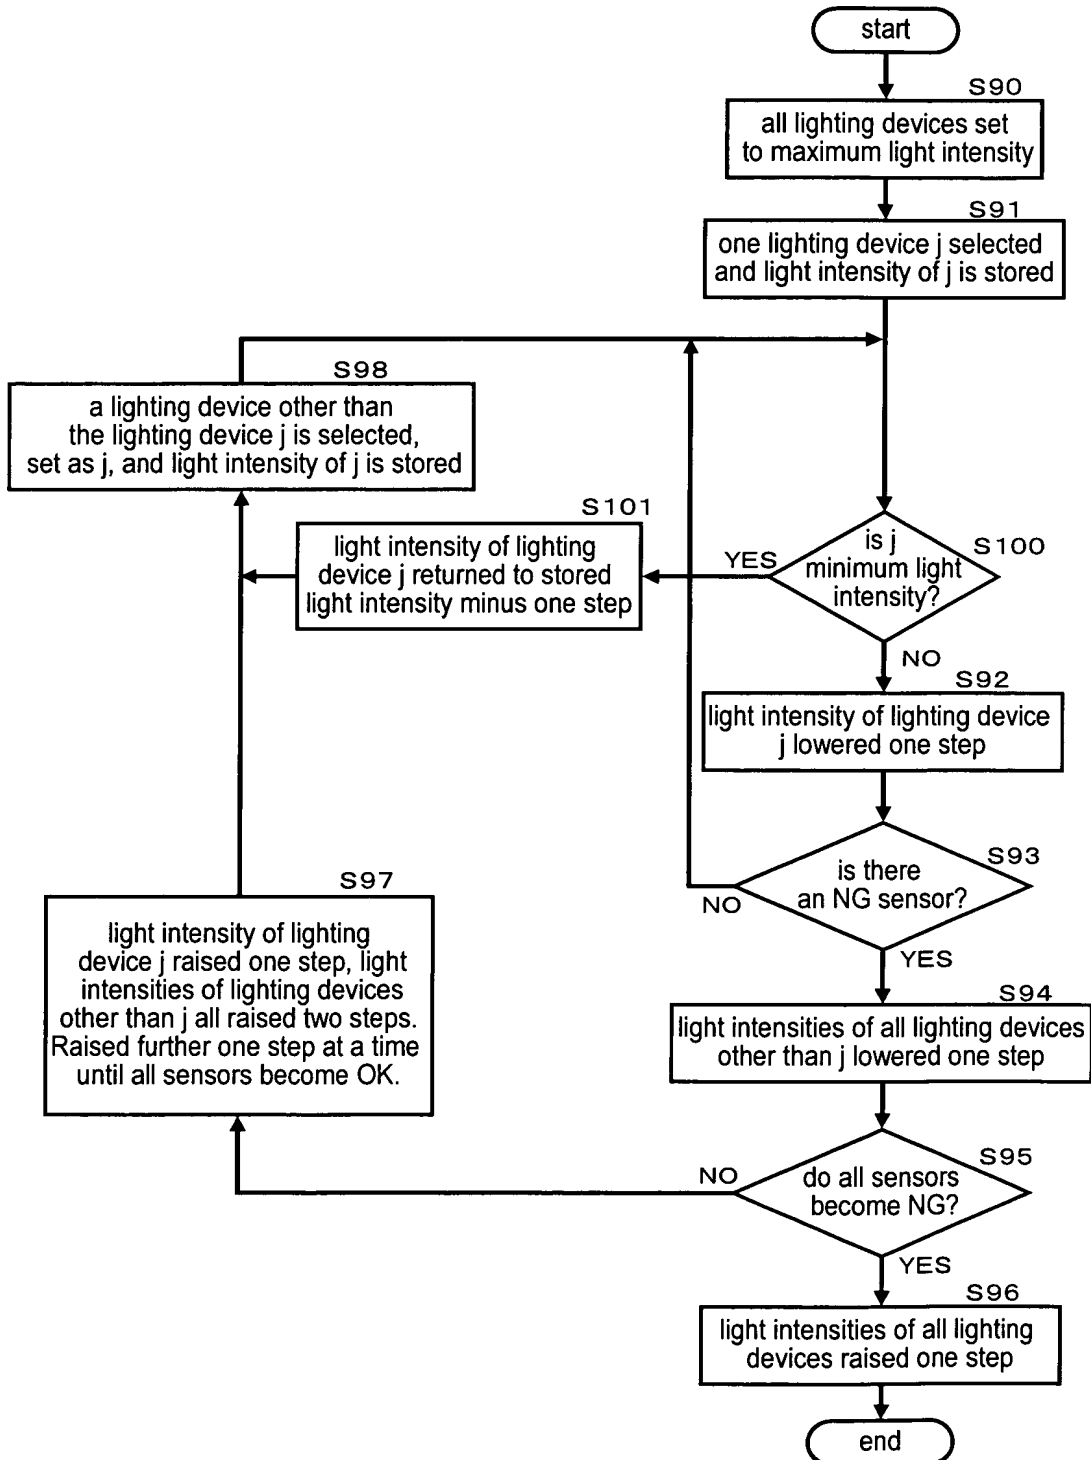 start
S90
all lighting devices set
to maximum light intensity
S91
one lighting device j selected
and light intensity of j is stored
S98
a lighting device other than
the lighting device j is selected,
set as j, and light intensity of j is stored
S101
light intensity of lighting
device j returned to stored
light intensity minus one step
YES
is j
minimum light
intensity?
S100
NO
S92
light intensity of lighting device
j lowered one step
S93
is there
an NG sensor?
NO
YES
S97
light intensity of lighting
device j raised one step, light
intensities of lighting devices
other than j all raised two steps.
Raised further one step at a time
until all sensors become OK.
S94
light intensities of all lighting devices
other than j lowered one step
S95
do all sensors
become NG?
NO
YES
S96
light intensities of all lighting
devices raised one step
end